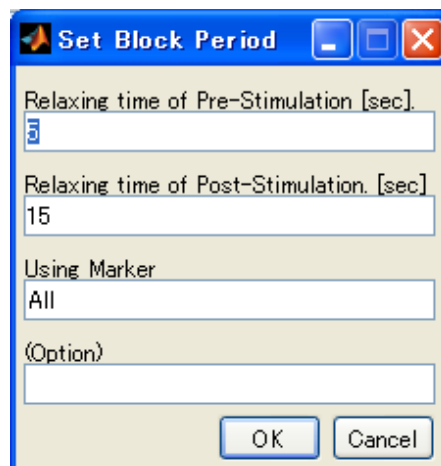 Set Block Period
Relaxing time of Pre-Stimulation [sec].
5
Relaxing time of Post-Stimulation. [sec]
15
Using Marker
All
(Option)
OK
Cancel